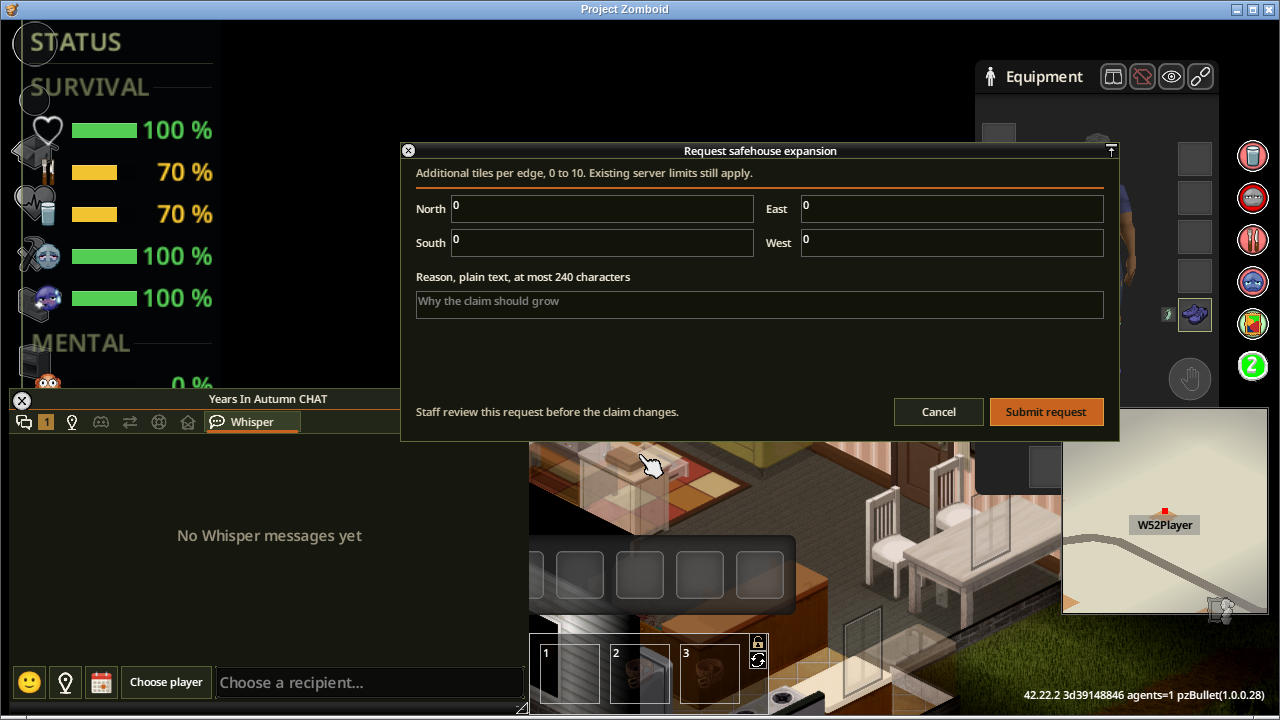 Project Zomboid
STATUS
SURVIVAL
100 %
70 %
70 %
100 %
100 %
MENTAL
0 %
Equipment
Request safehouse expansion
Additional tiles per edge, 0 to 10. Existing server limits still apply.
North 0 East 0
South 0 West 0
Reason, plain text, at most 240 characters
Why the claim should grow
Staff review this request before the claim changes.
Cancel
Submit request
Years In Autumn CHAT
1
Whisper
No Whisper messages yet
Choose player
Choose a recipient...
1 2 3
Z
W52Player
42.22.2 3d39148846 agents=1 pzBullet(1.0.0.28)